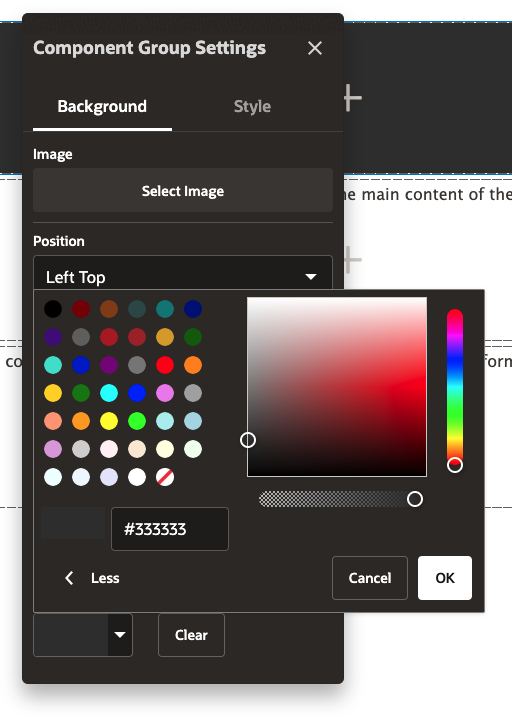 Component Group Settings
Background
Style
Image
Select Image
he main content of the
Position
Left Top
co
form
#333333
Less
Cancel
OK
Clear